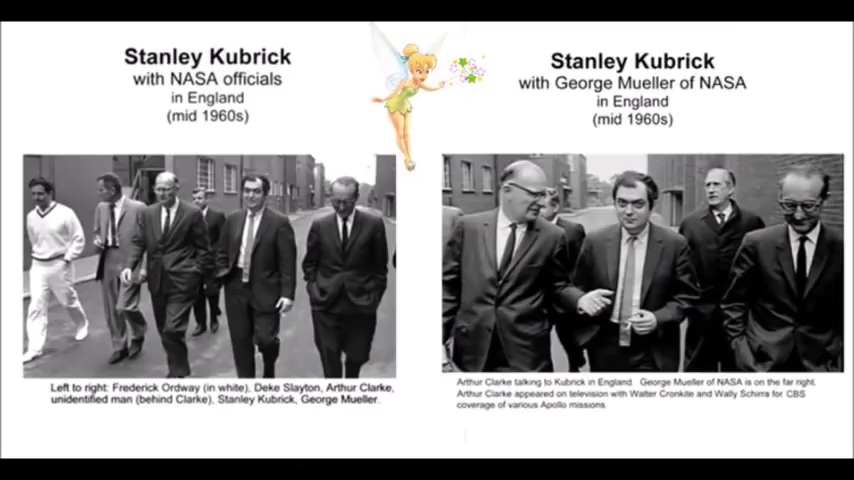 Stanley Kubrick
with NASA officials
in England
(mid 1960s)
Left to right: Frederick Ordway (in white), Deke Slayton, Arthur Clarke,
unidentified man (behind Clarke), Stanley Kubrick, George Mueller.
Stanley Kubrick
with George Mueller of NASA
in England
(mid 1960s)
Arthur Clarke talking to Kubrick in England. George Mueller of NASA is on the far right.
Arthur Clarke appeared on television with Walter Cronkite and Wally Schirra for CBS
coverage of various Apollo missions.